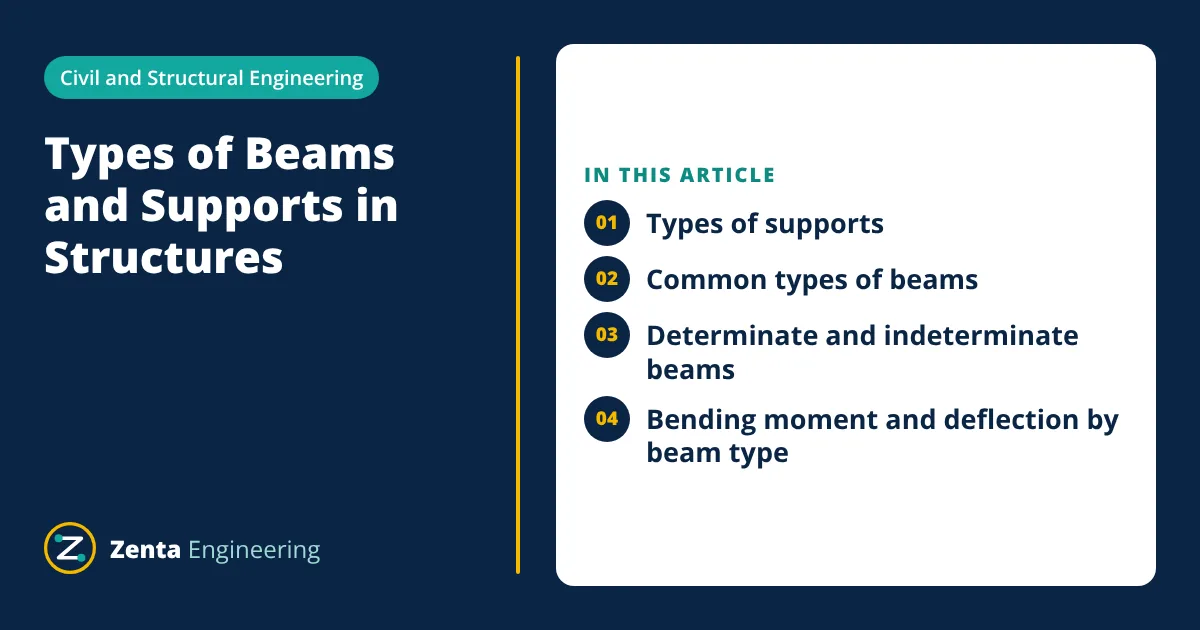 Civil and Structural Engineering
Types of Beams
and Supports in
Structures
Zenta Engineering
IN THIS ARTICLE
01 Types of supports
02 Common types of beams
03 Determinate and indeterminate
beams
04 Bending moment and deflection by
beam type